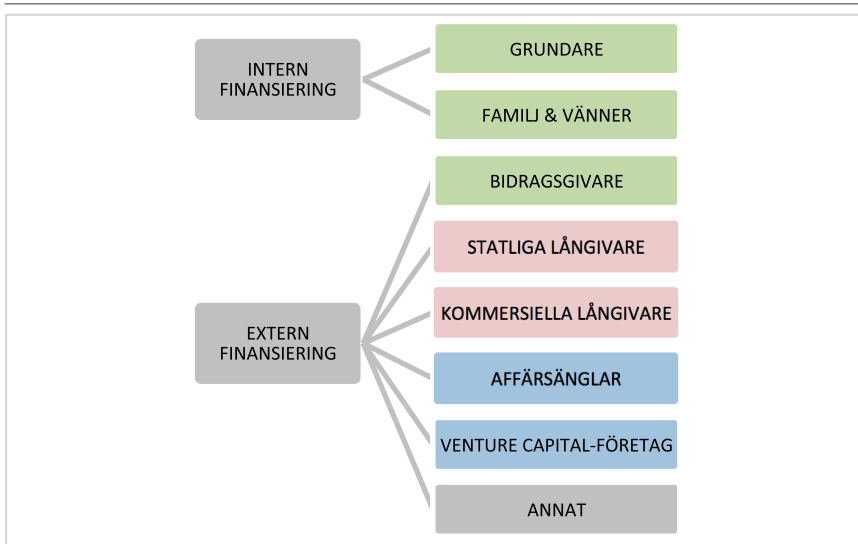 INTERN
FINANSIERING
GRUNDARE
FAMILJ & VÄNNER
BIDRAGSGIVARE
STATLIGA LÅNGIVARE
KOMMERSIELLA LÅNGIVARE
EXTERN
FINANSIERING
AFFÄRSÄNGLAR
VENTURE CAPITAL-FÖRETAG
ANNAT